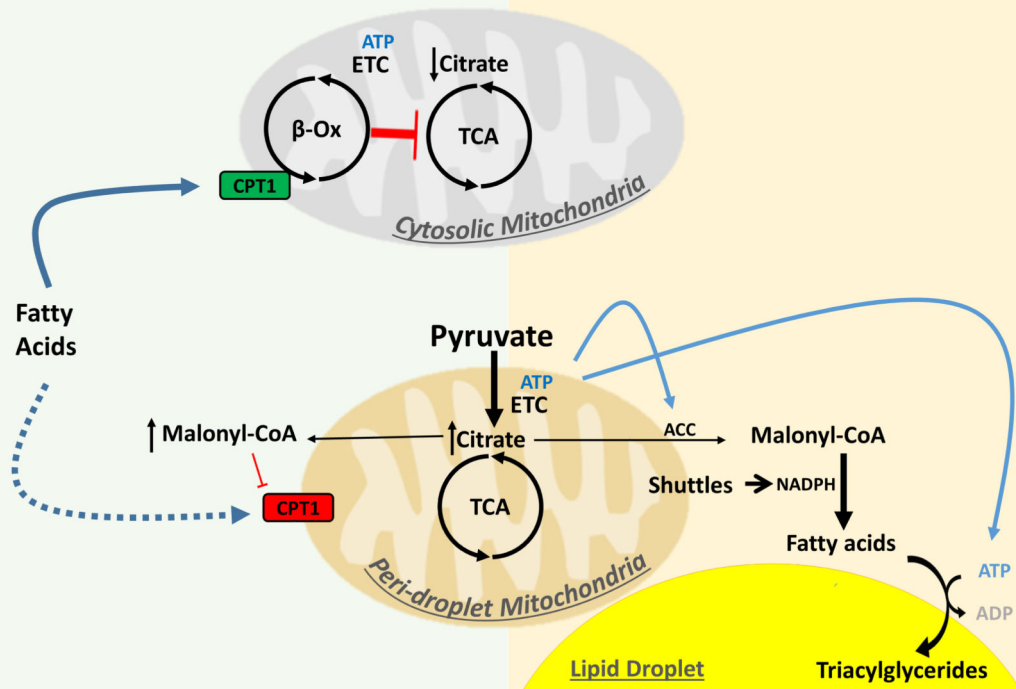 ATP
ETC
Citrate
β-Ox
TCA
CPT1
Cytosolic Mitochondria
Fatty
Acids
Pyruvate
ATP
ETC
Malonyl-CoA
Citrate
ACC
Malonyl-CoA
Shuttles
NADPH
CPT1
TCA
Fatty acids
Peri-droplet Mitochondria
ATP
ADP
Lipid Droplet
Triacylglycerides